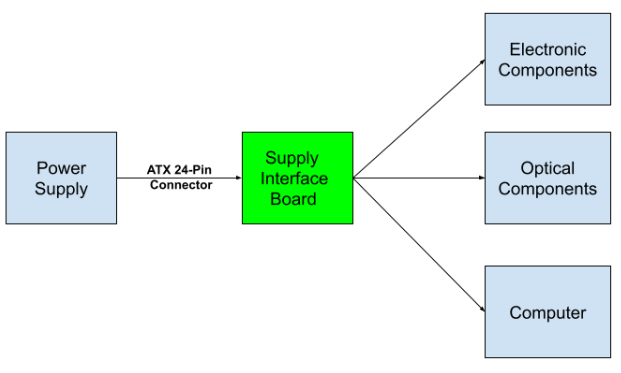 Power
Supply
ATX 24-Pin
Connector
Supply
Interface
Board
Electronic
Components
Optical
Components
Computer